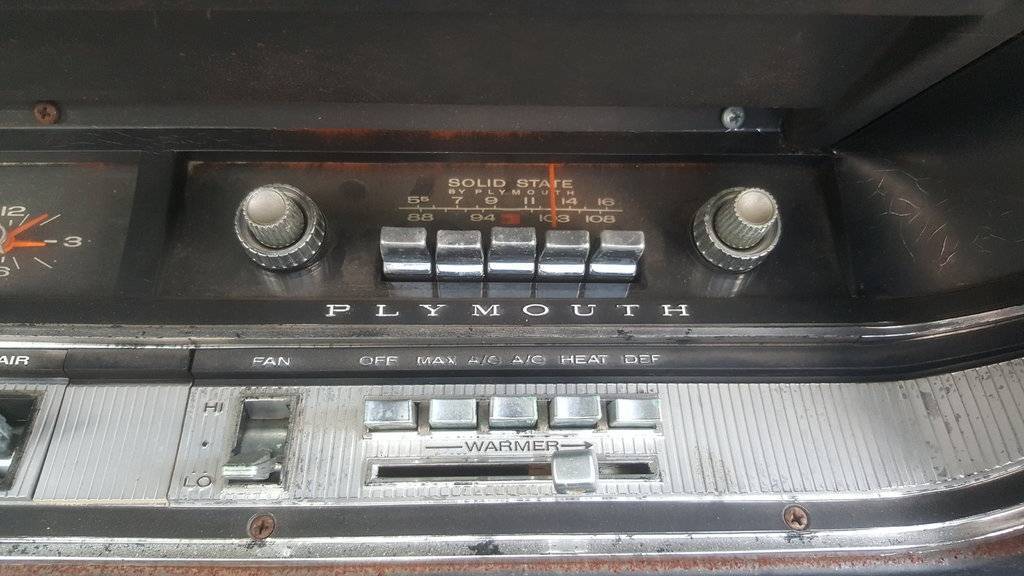 SOLID STATE
BY PLYMOUTH
55 7 9 11 14 16
88 94 103 108
12
3
6
PLYMOUTH
AIR FAN OFF MAX A/C A/C HEAT DEF
HI
WARMER
LO